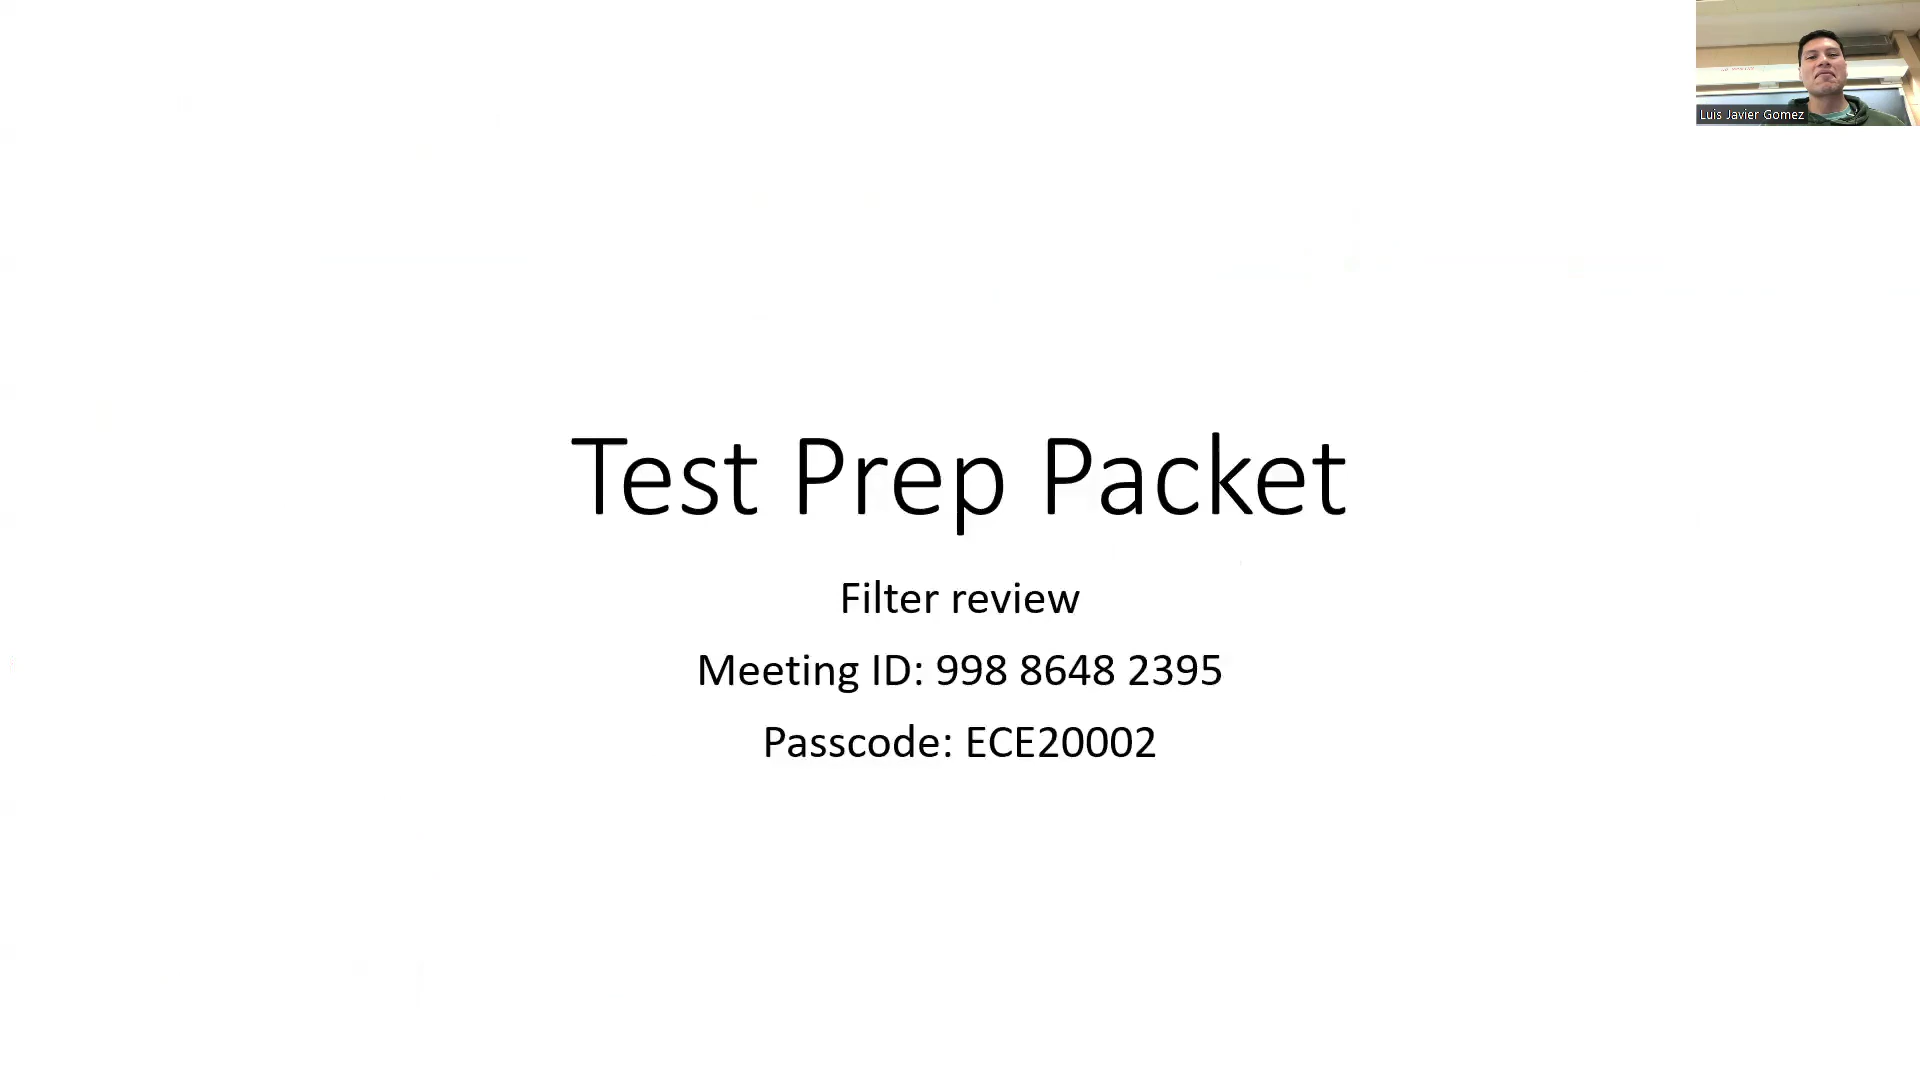 Luis Javier Gomez
Test Prep Packet
Filter review
Meeting ID: 998 8648 2395
Passcode: ECE20002